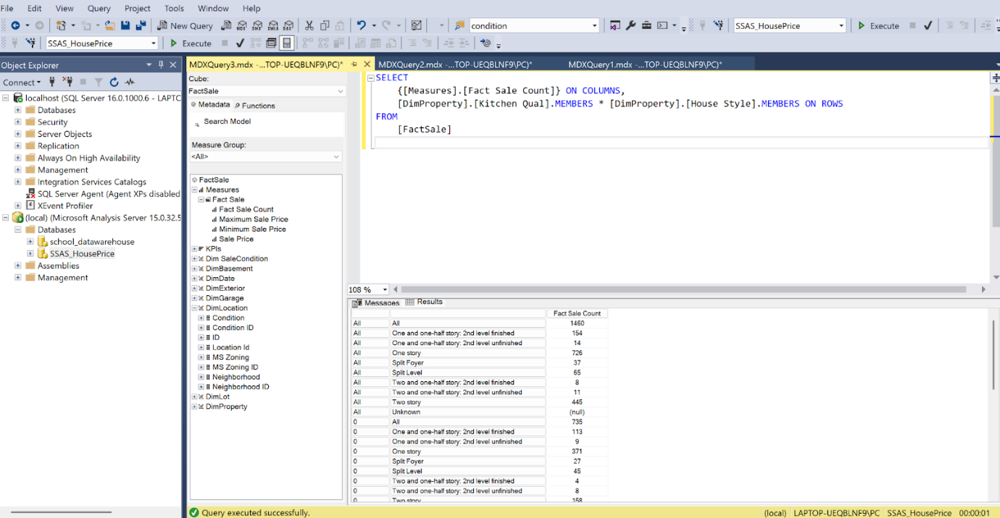 File Edit View Query Project Tools Window Help
New Query MDX DMX XMLA DAX condition SSAS_HousePrice Execute
SSAS_HousePrice Execute
Object Explorer
Connect
localhost (SQL Server 16.0.1000.6 - LAPTO
Databases
Security
Server Objects
Replication
Always On High Availability
Management
Integration Services Catalogs
SQL Server Agent (Agent XPs disabled
XEvent Profiler
(local) (Microsoft Analysis Server 15.0.32.5
Databases
school_datawarehouse
SSAS_HousePrice
Assemblies
Management
MDXQuery3.mdx -...TOP-UEQBLNF9\PC)* MDXQuery2.mdx -...TOP-UEQBLNF9\PC)* MDXQuery1.mdx -...TOP-UEQBLNF9\PC)*
Cube:
FactSale
Metadata Functions
Search Model
Measure Group:
<All>
FactSale
Measures
Fact Sale
Fact Sale Count
Maximum Sale Price
Minimum Sale Price
Sale Price
KPIs
Dim SaleCondition
DimBasement
DimDate
DimExterior
DimGarage
DimLocation
Condition
Condition ID
ID
Location Id
MS Zoning
MS Zoning ID
Neighborhood
Neighborhood ID
DimLot
DimProperty
SELECT
{[Measures].[Fact Sale Count]} ON COLUMNS,
[DimProperty].[Kitchen Qual].MEMBERS * [DimProperty].[House Style].MEMBERS ON ROWS
FROM
[FactSale]
108 %
Messages Results
Fact Sale Count
All All 1460
All One and one-half story: 2nd level finished 154
All One and one-half story: 2nd level unfinished 14
All One story 726
All Split Foyer 37
All Split Level 65
All Two and one-half story: 2nd level finished 8
All Two and one-half story: 2nd level unfinished 11
All Two story 445
All Unknown (null)
0 All 735
0 One and one-half story: 2nd level finished 113
0 One and one-half story: 2nd level unfinished 9
0 One story 371
0 Split Foyer 27
0 Split Level 45
0 Two and one-half story: 2nd level finished 4
0 Two and one-half story: 2nd level unfinished 8
0 Two story 158
Query executed successfully. (local) LAPTOP-UEQBLNF9\PC SSAS_HousePrice 00:00:01